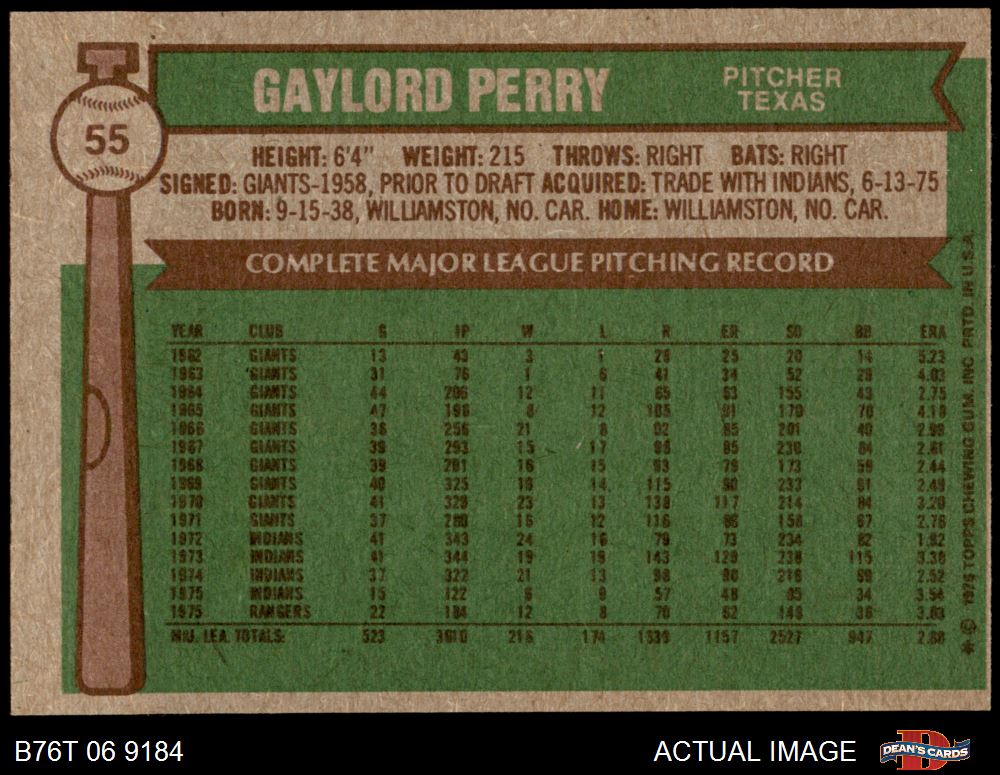 GAYLORD PERRY
PITCHER
TEXAS
55
HEIGHT: 6'4" WEIGHT: 215 THROWS: RIGHT BATS: RIGHT
SIGNED: GIANTS-1958, PRIOR TO DRAFT ACQUIRED: TRADE WITH INDIANS, 6-13-75
BORN: 9-15-38, WILLIAMSTON, NO. CAR. HOME: WILLIAMSTON, NO. CAR.
COMPLETE MAJOR LEAGUE PITCHING RECORD
YEAR CLUB G IP W L R ER SO BB ERA
1962 GIANTS 13 43 3 1 25 20 14 5.23
1963 GIANTS 31 76 1 6 41 34 52 29 4.03
1964 GIANTS 44 206 12 11 65 63 155 43 2.75
1965 GIANTS 47 196 8 12 105 91 170 70 4.18
1966 GIANTS 36 256 21 8 85 201 40 2.99
1967 GIANTS 39 293 15 17 98 85 230 84 2.61
1968 GIANTS 39 291 16 15 93 79 173 59 2.44
1969 GIANTS 40 325 19 14 115 90 233 91 2.49
1970 GIANTS 41 329 23 13 138 117 214 84 3.20
1971 GIANTS 37 280 16 12 116 86 158 67 2.76
1972 INDIANS 41 343 24 16 79 73 234 82 1.92
1973 INDIANS 41 344 19 19 143 129 238 115 3.38
1974 INDIANS 37 322 21 13 98 90 216 99 2.52
1975 INDIANS 15 122 6 9 57 48 85 34 3.54
1975 RANGERS 22 184 12 8 70 62 148 36 3.03
MAJ. LEA. TOTALS: 523 3610 216 174 1339 1157 2527 947 2.88
★ © 1976 TOPPS CHEWING GUM, INC. PRTD. IN U.S.A.
B76T 06 9184
ACTUAL IMAGE
D
DEAN'S CARDS